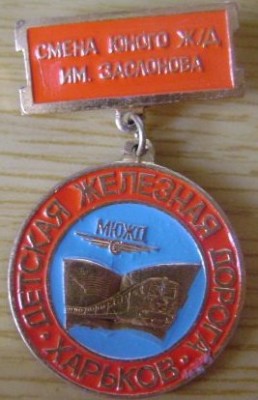 СМЕНА ЮНОГО Ж/Д
ИМ. ЗАСЛОНОВА
МЮЖД
ДЕТСКАЯ ЖЕЛЕЗНАЯ ДОРОГА
ХАРЬКОВ